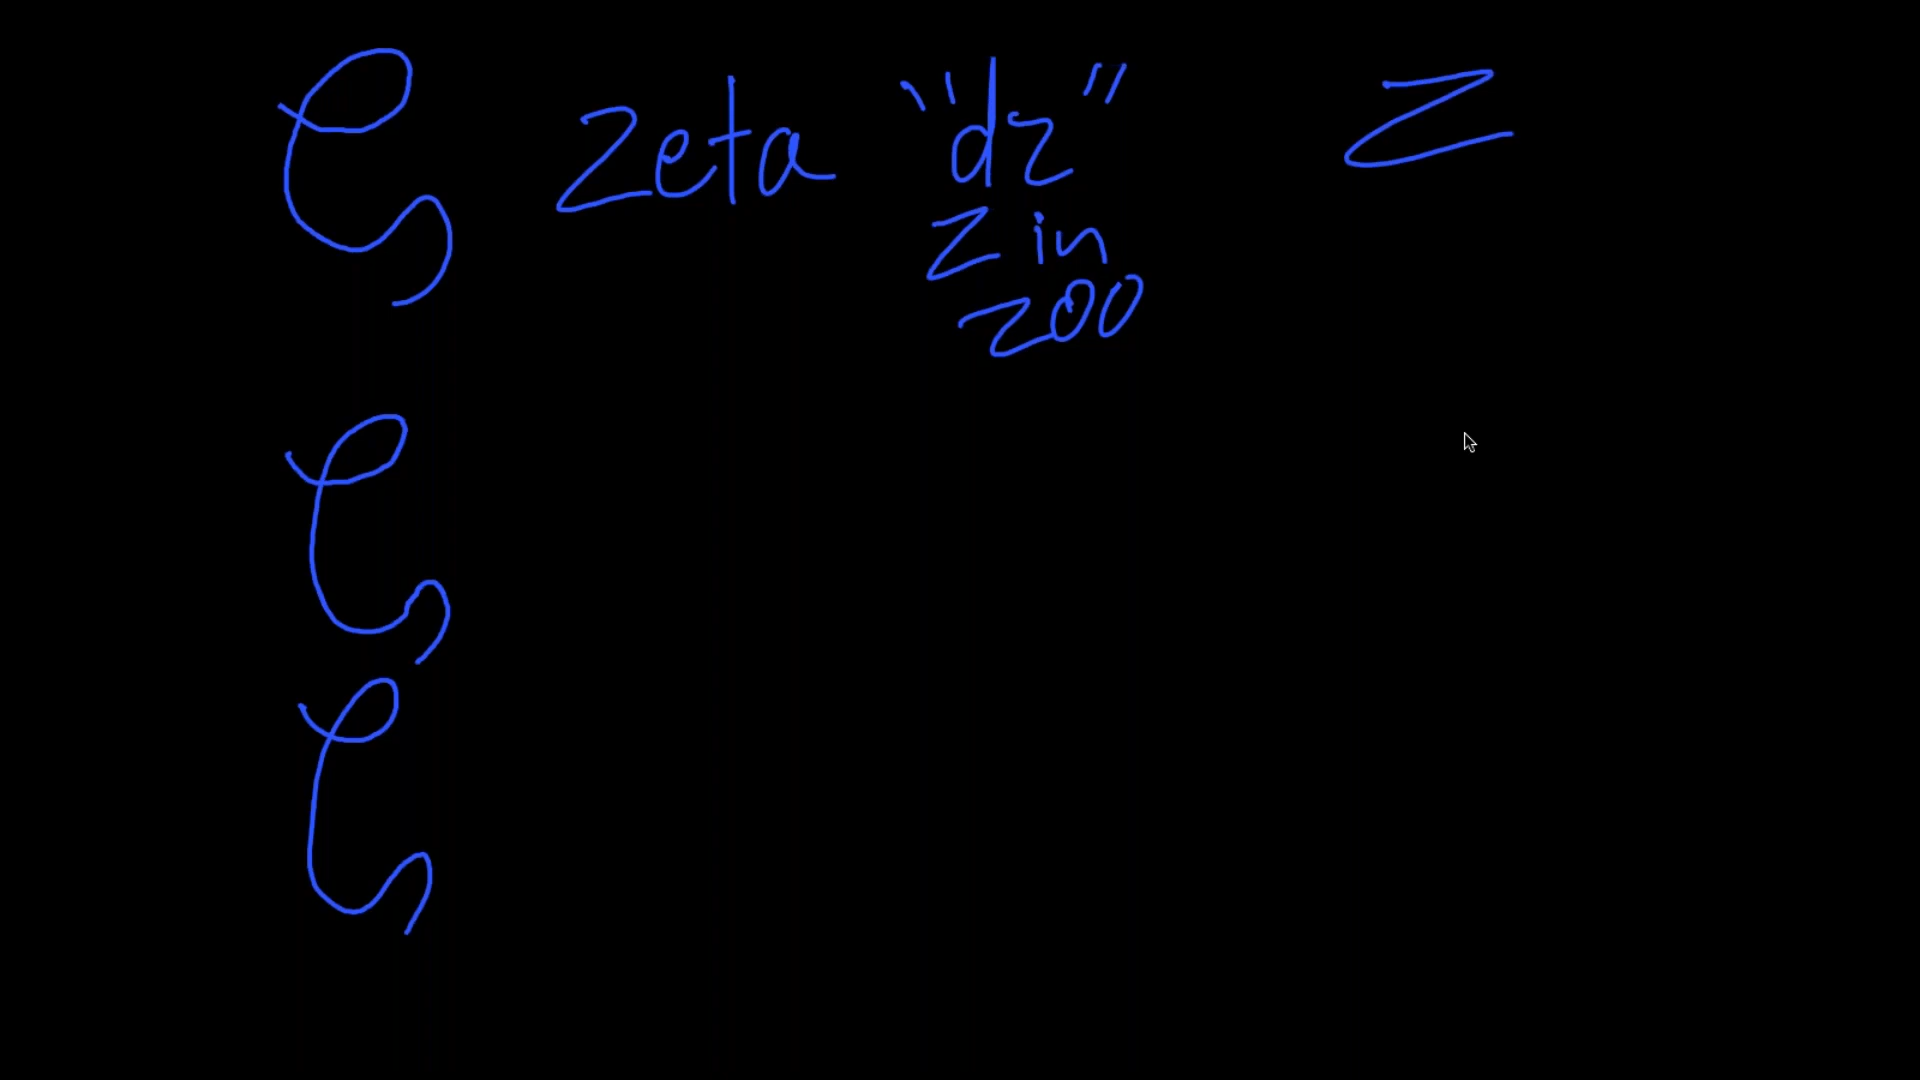 ζ Zeta "dz" Z
Z in
zoo
ζ
ζ